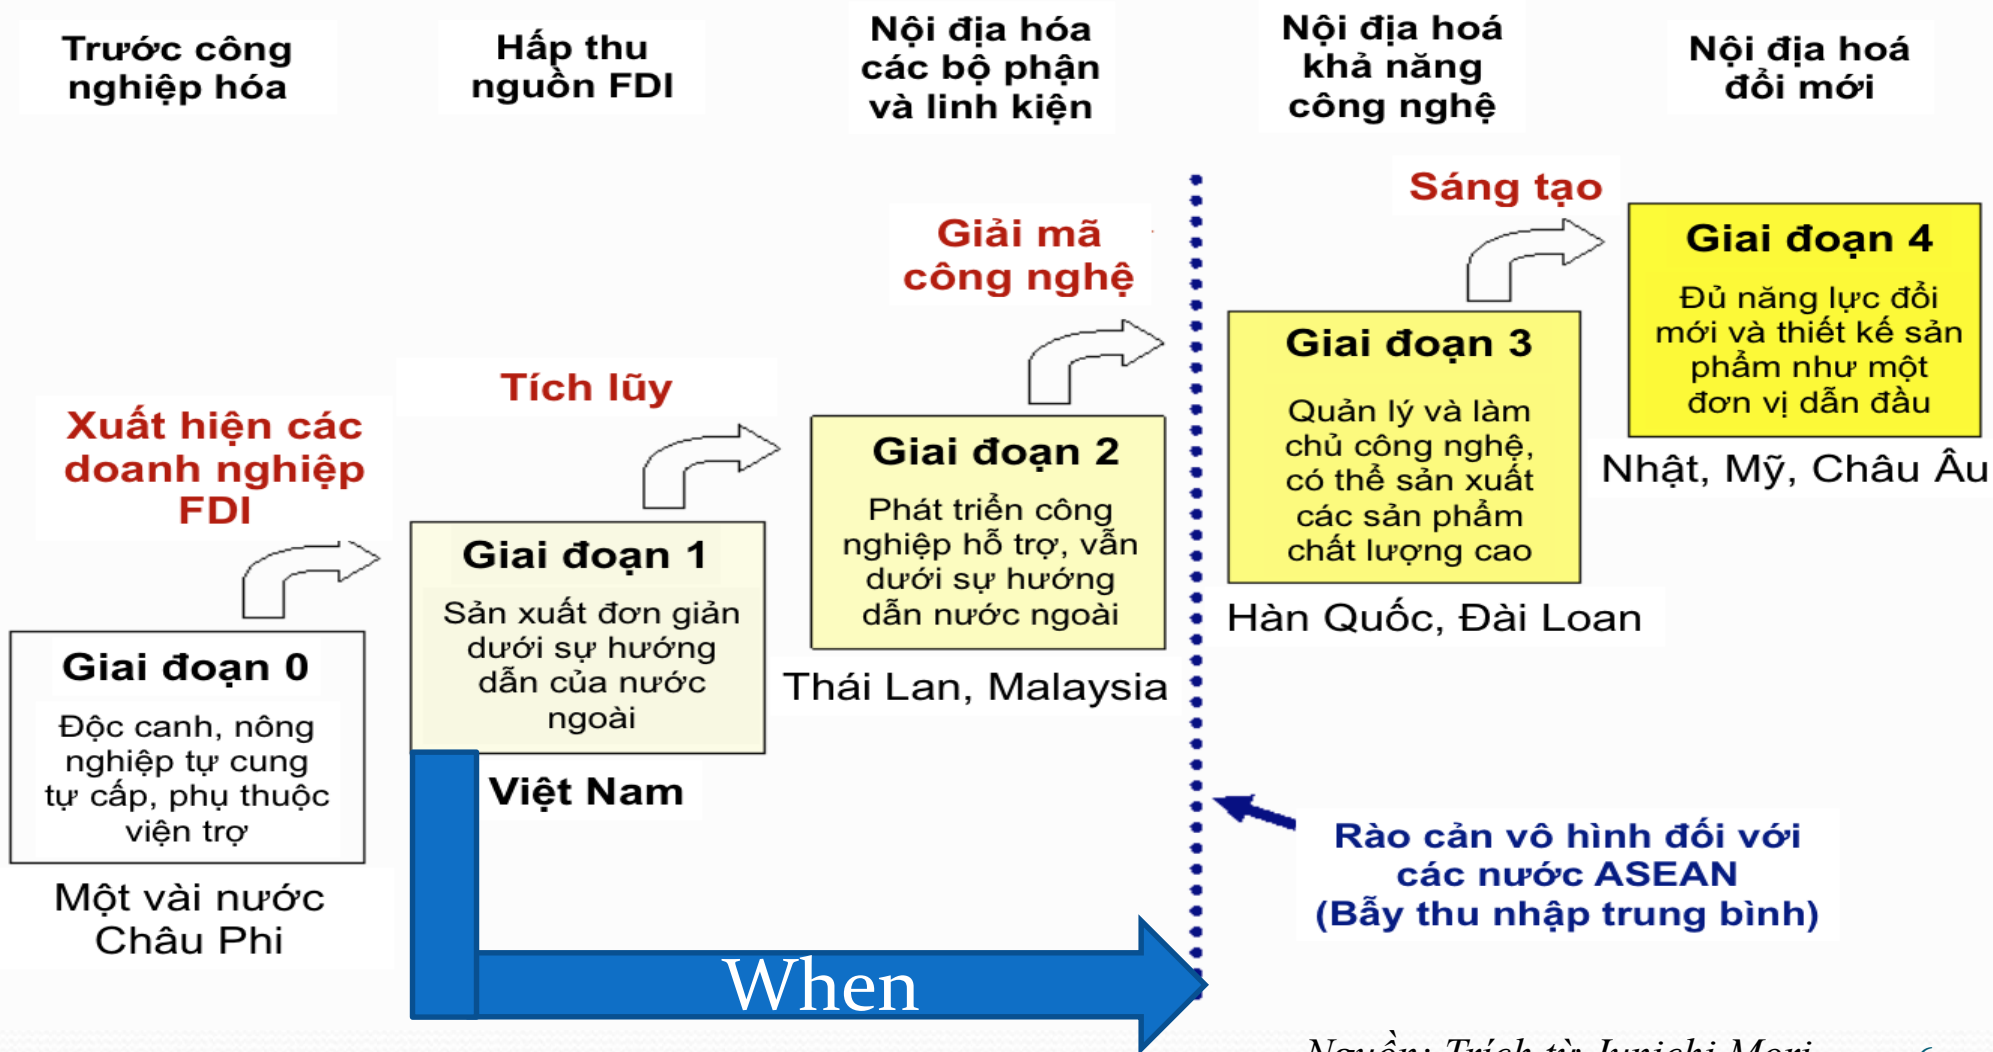 Trước công
nghiệp hóa
Hấp thu
nguồn FDI
Nội địa hóa
các bộ phận
và linh kiện
Nội địa hoá
khả năng
công nghệ
Nội địa hoá
đổi mới
Xuất hiện các
doanh nghiệp
FDI
Tích lũy
Giải mã
công nghệ
Sáng tạo
Giai đoạn 0
Độc canh, nông
nghiệp tự cung
tự cấp, phụ thuộc
viện trợ
Một vài nước
Châu Phi
Giai đoạn 1
Sản xuất đơn giản
dưới sự hướng
dẫn của nước
ngoài
Việt Nam
Giai đoạn 2
Phát triển công
nghiệp hỗ trợ, vẫn
dưới sự hướng
dẫn nước ngoài
Thái Lan, Malaysia
Giai đoạn 3
Quản lý và làm
chủ công nghệ,
có thể sản xuất
các sản phẩm
chất lượng cao
Hàn Quốc, Đài Loan
Giai đoạn 4
Đủ năng lực đổi
mới và thiết kế sản
phẩm như một
đơn vị dẫn đầu
Nhật, Mỹ, Châu Âu
Rào cản vô hình đối với
các nước ASEAN
(Bẫy thu nhập trung bình)
When
Nguồn: Trích từ Junichi Mori